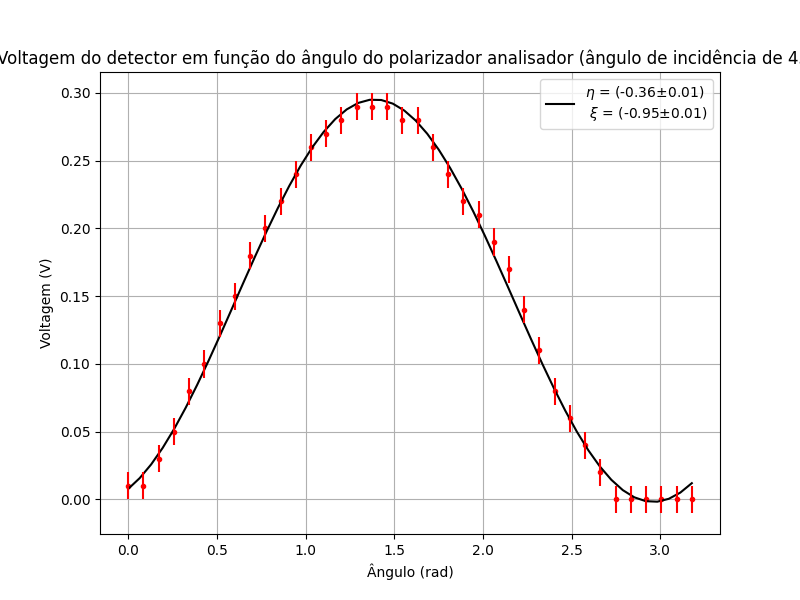 Voltagem do detector em função do ângulo do polarizador analisador (ângulo de incidência de
η = (-0.36±0.01)
ξ = (-0.95±0.01)
0.30
0.25
0.20
0.15
0.10
0.05
0.00
Voltagem (V)
0.0 0.5 1.0 1.5 2.0 2.5 3.0
Ângulo (rad)